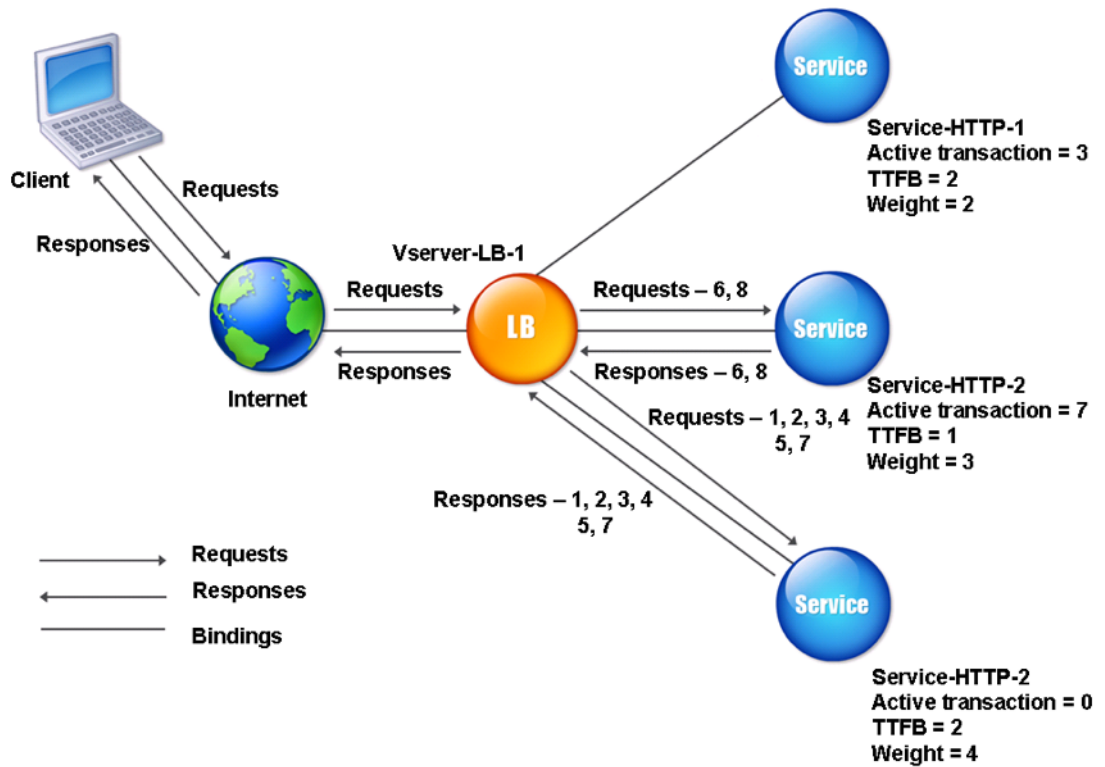 Service
Service-HTTP-1
Active transaction = 3
TTFB = 2
Weight = 2
Client
Requests
Responses
Vserver-LB-1
Requests
LB
Responses
Internet
Requests – 6, 8
Responses – 6, 8
Service
Service-HTTP-2
Active transaction = 7
TTFB = 1
Weight = 3
Requests – 1, 2, 3, 4
5, 7
Responses – 1, 2, 3, 4
5, 7
Requests
Responses
Bindings
Service
Service-HTTP-2
Active transaction = 0
TTFB = 2
Weight = 4